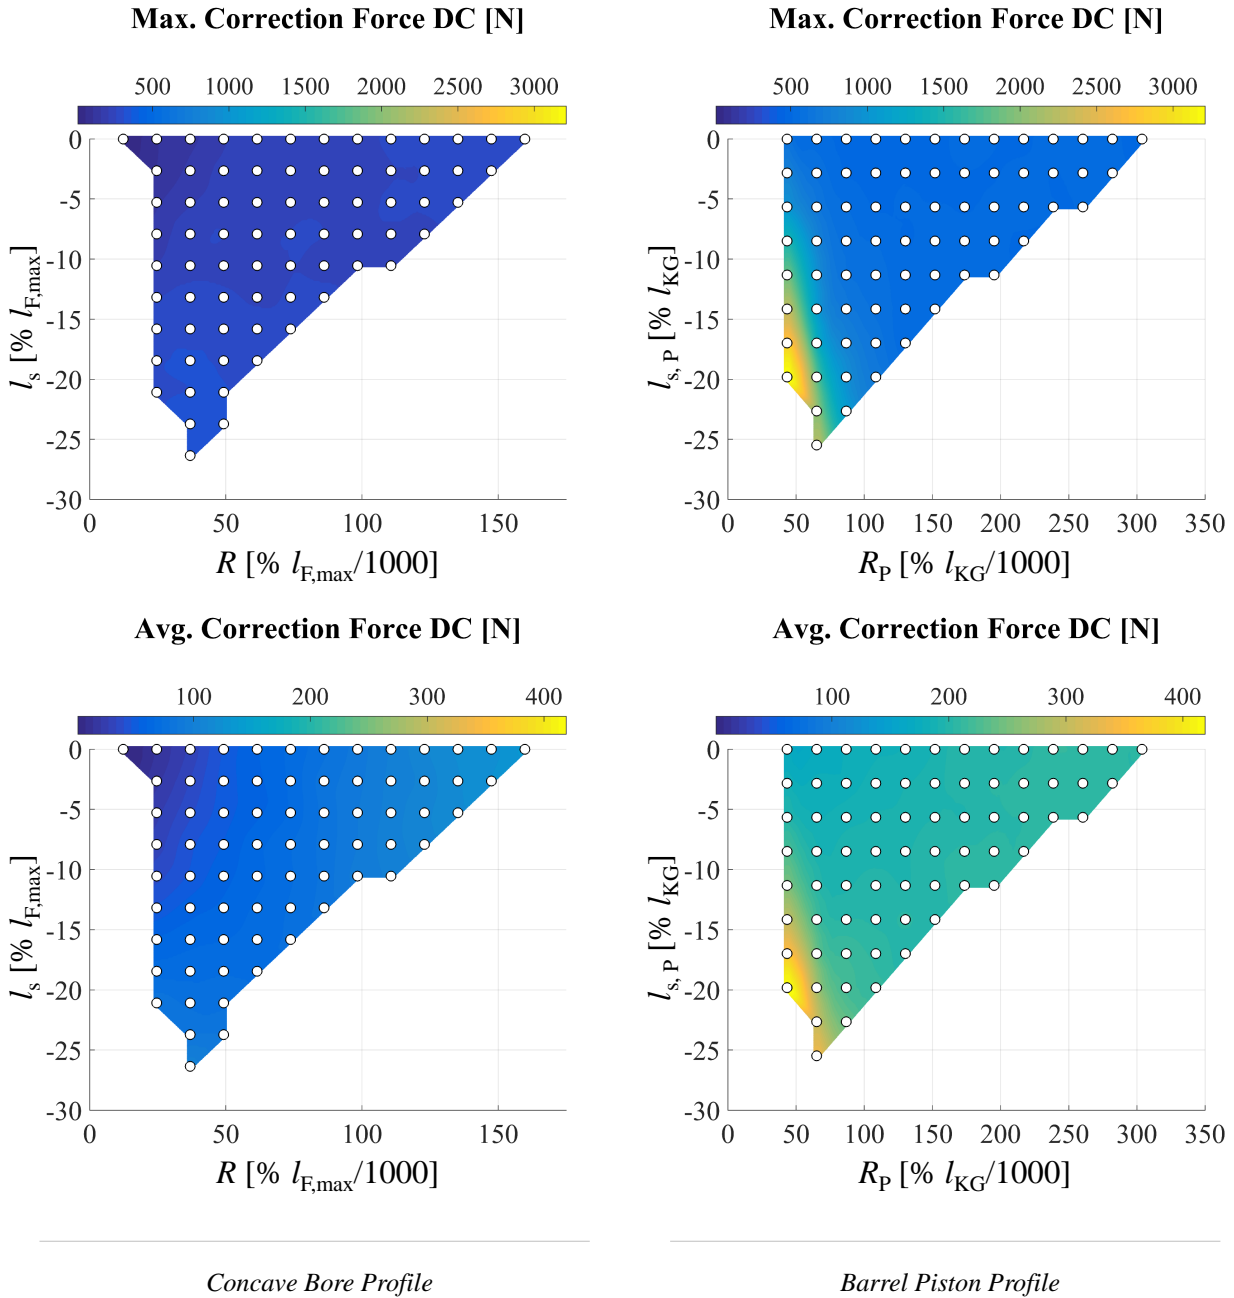 Max. Correction Force DC [N]
500 1000 1500 2000 2500 3000
0
-5
-10
-15
-20
-25
-30
l_s [% l_F,max]
0 50 100 150
R [% l_F,max/1000]
Max. Correction Force DC [N]
500 1000 1500 2000 2500 3000
0
-5
-10
-15
-20
-25
-30
l_s, P [% l_KG]
0 50 100 150 200 250 300 350
R_P [% l_KG/1000]
Avg. Correction Force DC [N]
100 200 300 400
0
-5
-10
-15
-20
-25
-30
l_s [% l_F,max]
0 50 100 150
R [% l_F,max/1000]
Avg. Correction Force DC [N]
100 200 300 400
0
-5
-10
-15
-20
-25
-30
l_s, P [% l_KG]
0 50 100 150 200 250 300 350
R_P [% l_KG/1000]
Concave Bore Profile
Barrel Piston Profile